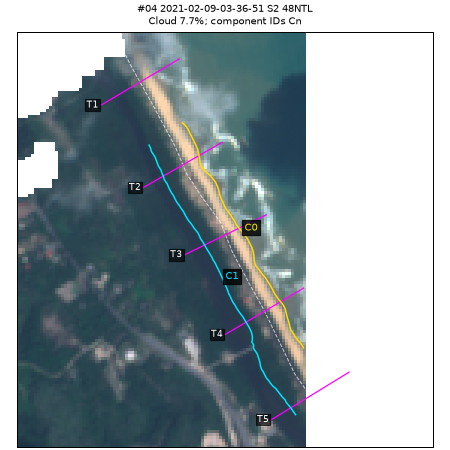 #04 2021-02-09-03-36-51 S2 48NTL
Cloud 7.7%; component IDs Cn
T1
T2
C0
T3
C1
T4
T5